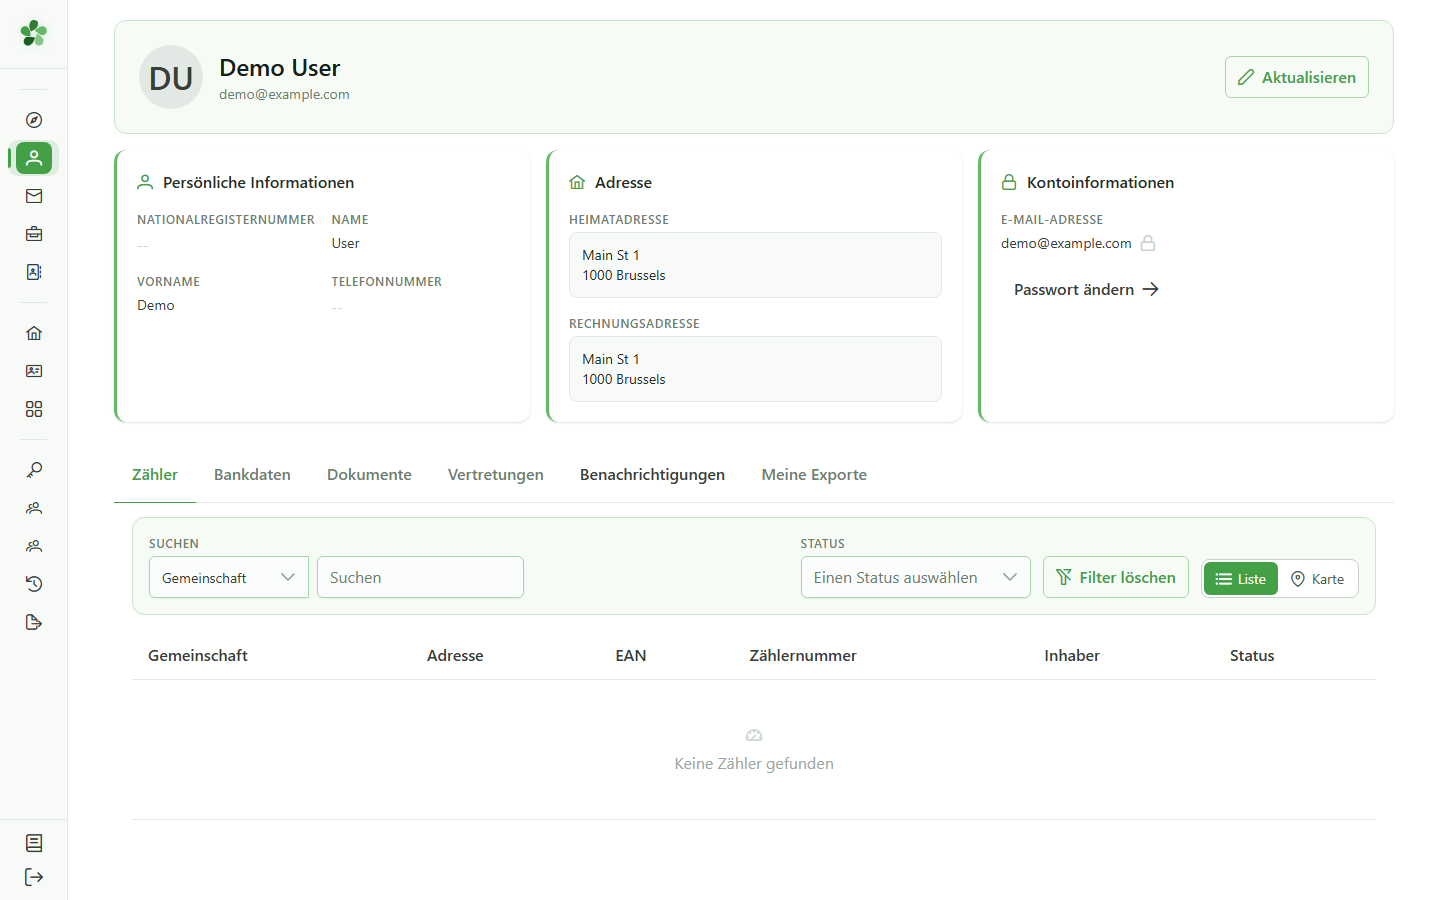 DU
Demo User
demo@example.com
Aktualisieren
Persönliche Informationen
NATIONALREGISTERNUMMER
--
NAME
User
VORNAME
Demo
TELEFONNUMMER
--
Adresse
HEIMATADRESSE
Main St 1
1000 Brussels
RECHNUNGSADRESSE
Main St 1
1000 Brussels
Kontoinformationen
E-MAIL-ADRESSE
demo@example.com
Passwort ändern
Zähler Bankdaten Dokumente Vertretungen Benachrichtigungen Meine Exporte
SUCHEN
Gemeinschaft
Suchen
STATUS
Einen Status auswählen
Filter löschen
Liste
Karte
Gemeinschaft Adresse EAN Zählernummer Inhaber Status
Keine Zähler gefunden